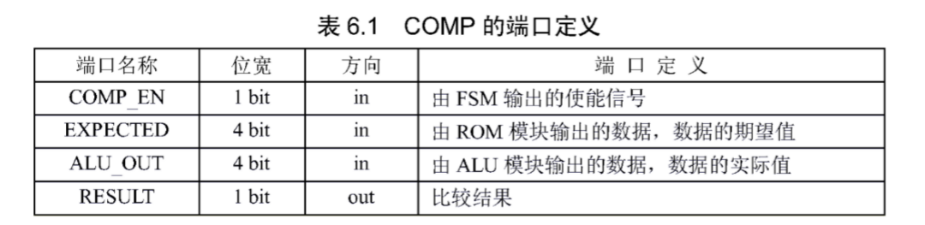 表 6.1 COMP 的端口定义
端口名称 位宽 方向 端 口 定 义
COMP_EN 1 bit in 由 FSM 输出的使能信号
EXPECTED 4 bit in 由 ROM 模块输出的数据，数据的期望值
ALU_OUT 4 bit in 由 ALU 模块输出的数据，数据的实际值
RESULT 1 bit out 比较结果